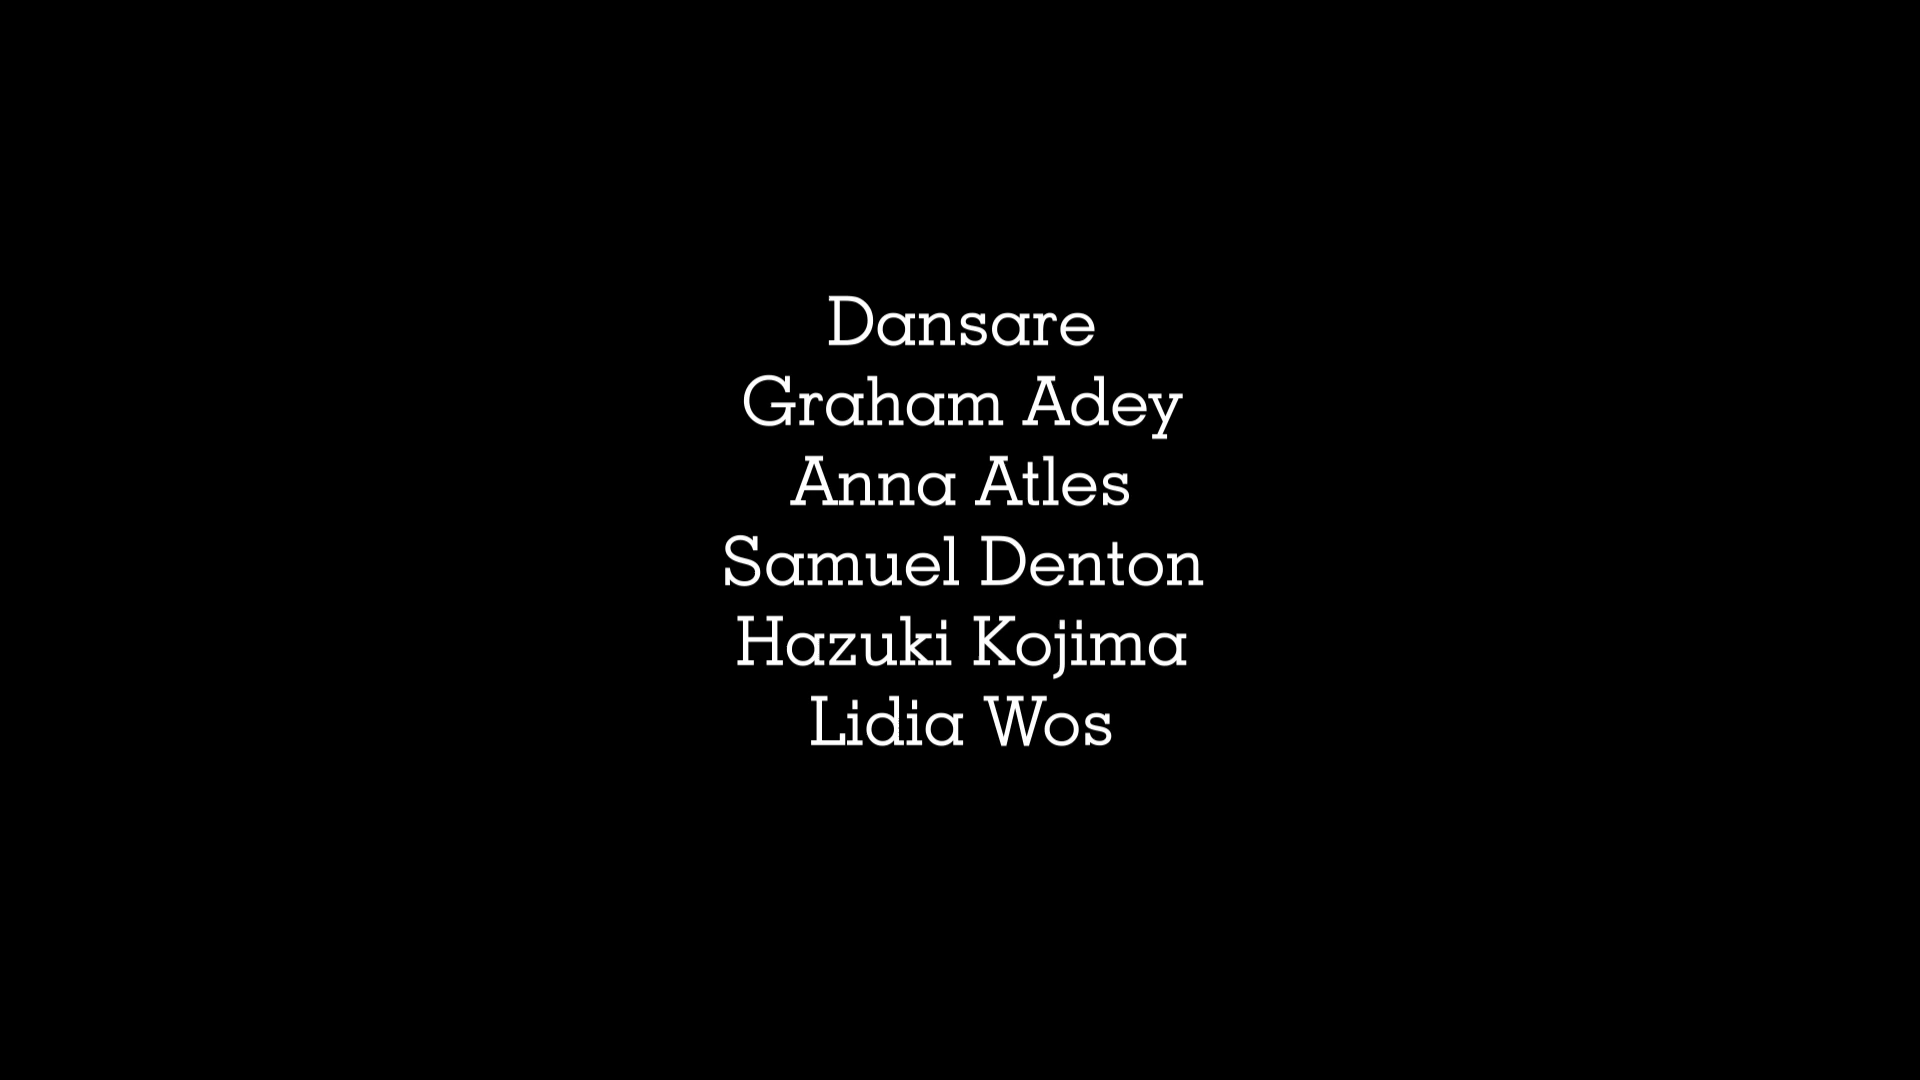 Dansare
Graham Adey
Anna Atles
Samuel Denton
Hazuki Kojima
Lidia Wos